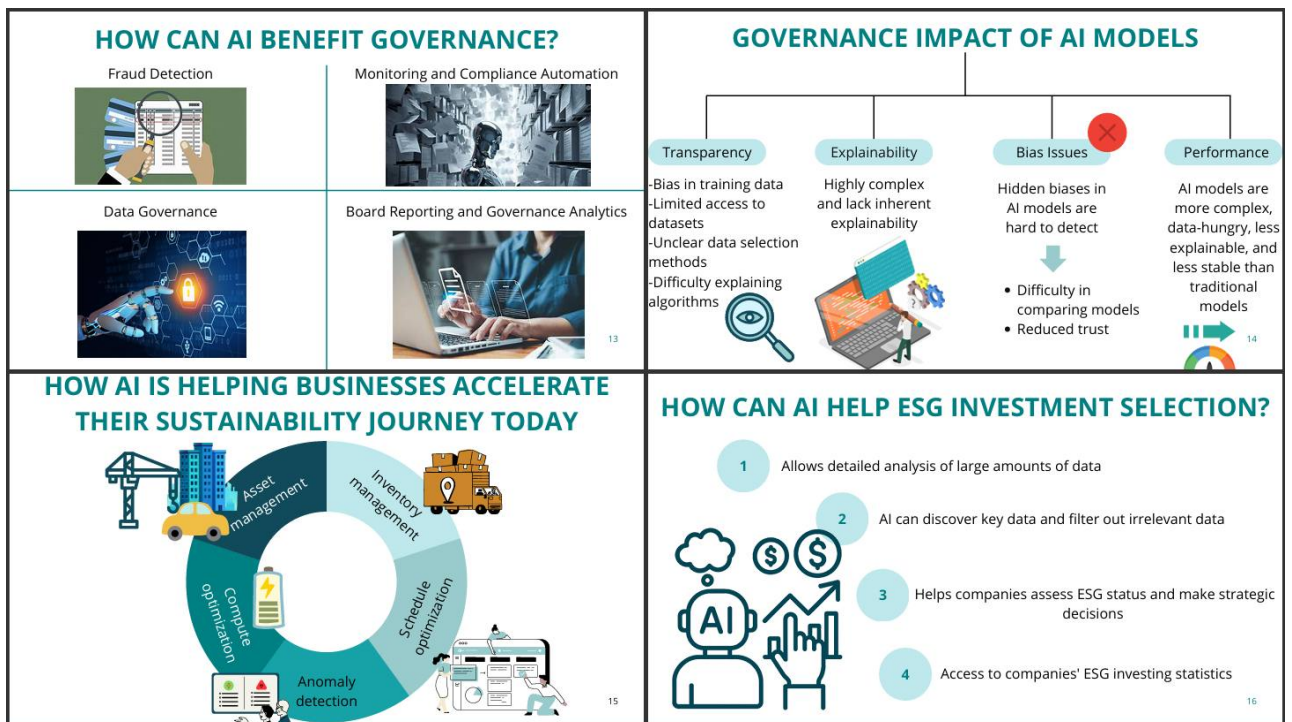 HOW CAN AI BENEFIT GOVERNANCE?
Fraud Detection
Monitoring and Compliance Automation
Data Governance
Board Reporting and Governance Analytics
13
GOVERNANCE IMPACT OF AI MODELS
Transparency
-Bias in training data
-Limited access to
datasets
-Unclear data selection
methods
-Difficulty explaining
algorithms
Explainability
Highly complex
and lack inherent
explainability
Bias Issues
Hidden biases in
AI models are
hard to detect
• Difficulty in
comparing models
• Reduced trust
Performance
AI models are
more complex,
data-hungry, less
explainable, and
less stable than
traditional
models
14
HOW AI IS HELPING BUSINESSES ACCELERATE
THEIR SUSTAINABILITY JOURNEY TODAY
Asset
management
Inventory
management
Schedule
optimization
Anomaly
detection
Compute
optimization
15
HOW CAN AI HELP ESG INVESTMENT SELECTION?
1
Allows detailed analysis of large amounts of data
2
AI can discover key data and filter out irrelevant data
3
Helps companies assess ESG status and make strategic
decisions
4
Access to companies' ESG investing statistics
$
$
AI
16